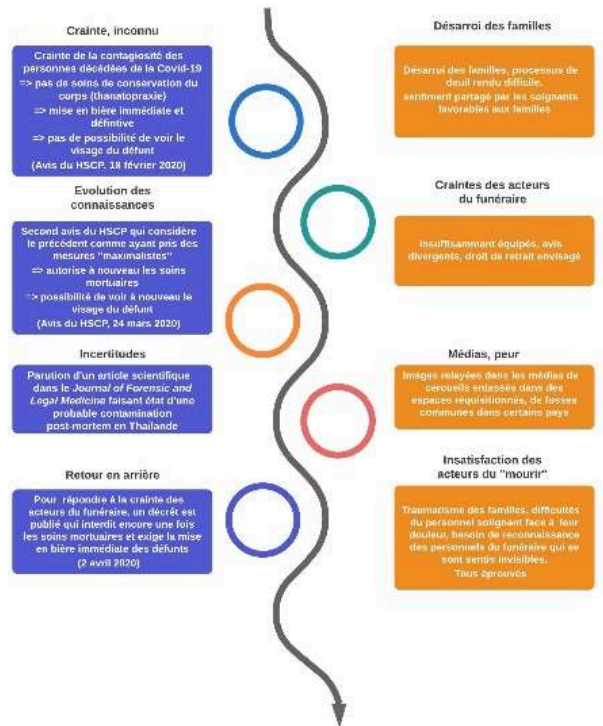 Crainte, inconnu
Crainte de la contagiosité des
personnes décédées de la Covid-19
=> pas de soins de conservation du
corps (thanatopraxie)
=> mise en bière immédiate et
définitive
=> pas de possibilité de voir le
visage du défunt
(Avis du HSCP, 18 février 2020)
Désarroi des familles
Désarroi des familles, processus de
deuil rendu difficile,
sentiment partagé par les soignants
favorables aux familles
Evolution des
connaissances
Second avis du HSCP qui considère
le précédent comme ayant pris des
mesures "maximalistes"
=> autorise à nouveau les soins
mortuaires
=> possibilité de voir à nouveau le
visage du défunt
(Avis du HSCP, 24 mars 2020)
Craintes des acteurs
du funéraire
Insuffisamment équipés, avis
divergents, droit de retrait envisagé
Incertitudes
Parution d'un article scientifique
dans le Journal of Forensic and
Legal Medicine faisant état d'une
probable contamination
post-mortem en Thaïlande
Médias, peur
Images relayées dans les médias de
cercueils entassés dans des
espaces réquisitionnés, de fosses
communes dans certains pays
Retour en arrière
Pour répondre à la crainte des
acteurs du funéraire, un décret est
publié qui interdit encore une fois
les soins mortuaires et exige la mise
en bière immédiate des défunts
(2 avril 2020)
Insatisfaction des
acteurs du "mourir"
Traumatisme des familles, difficultés
du personnel soignant face à leur
douleur, besoin de reconnaissance
des personnels du funéraire qui se
sont sentis invisibles.
Tous éprouvés